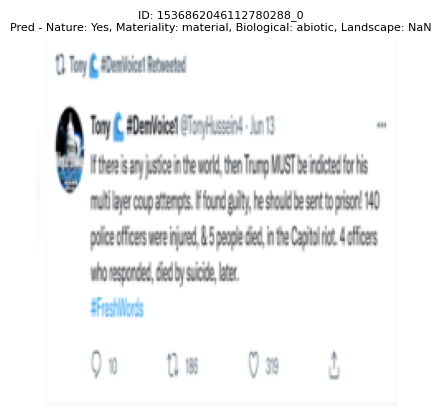 ID: 1536862046112780288_0
Pred - Nature: Yes, Materiality: material, Biological: abiotic, Landscape: NaN
Tony #DemVoice1 Retweeted
Tony #DemVoice1 @TonyHussein4 · Jun 13
If there is any justice in the world, then Trump MUST be indicted for his
multi layer coup attempts. If found guilty, he should be sent to prison! 140
police officers were injured, & 5 people died, in the Capitol riot. 4 officers
who responded, died by suicide, later.
#FreshWords
10 186 319